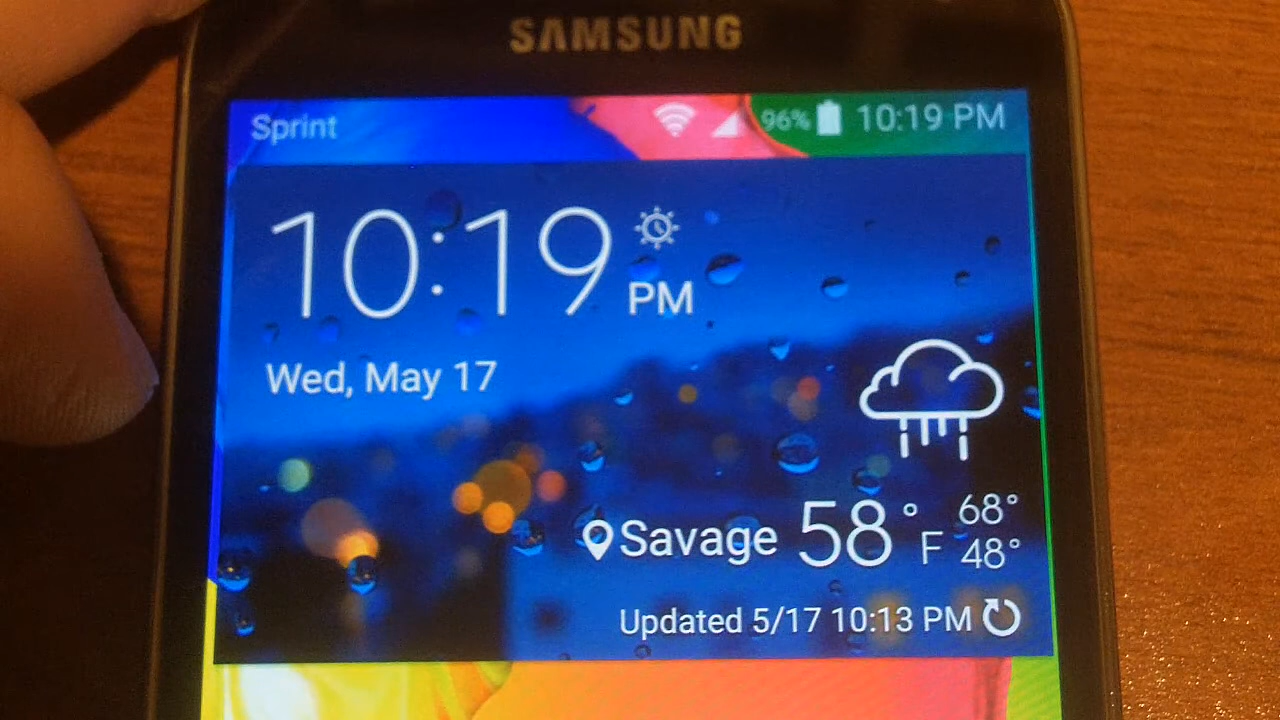 SAMSUNG
Sprint 96% 10:19 PM
10:19 PM
Wed, May 17
Savage 58°F 68° 48°
Updated 5/17 10:13 PM